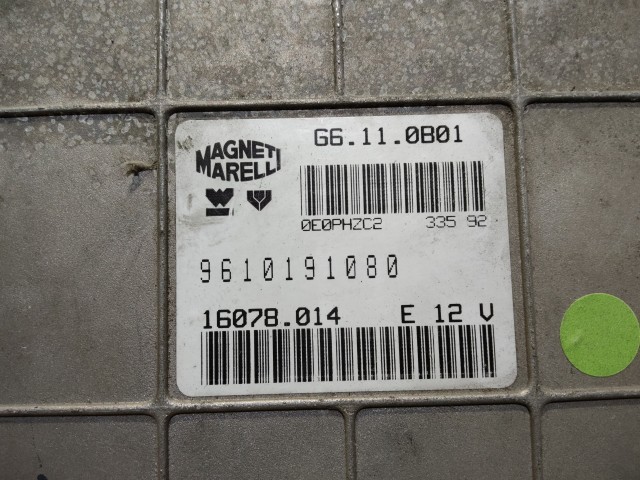 MAGNETI
MARELLI
G6.11.0B01
0E0PHZC2 335 92
9610191080
16078.014 E 12 V